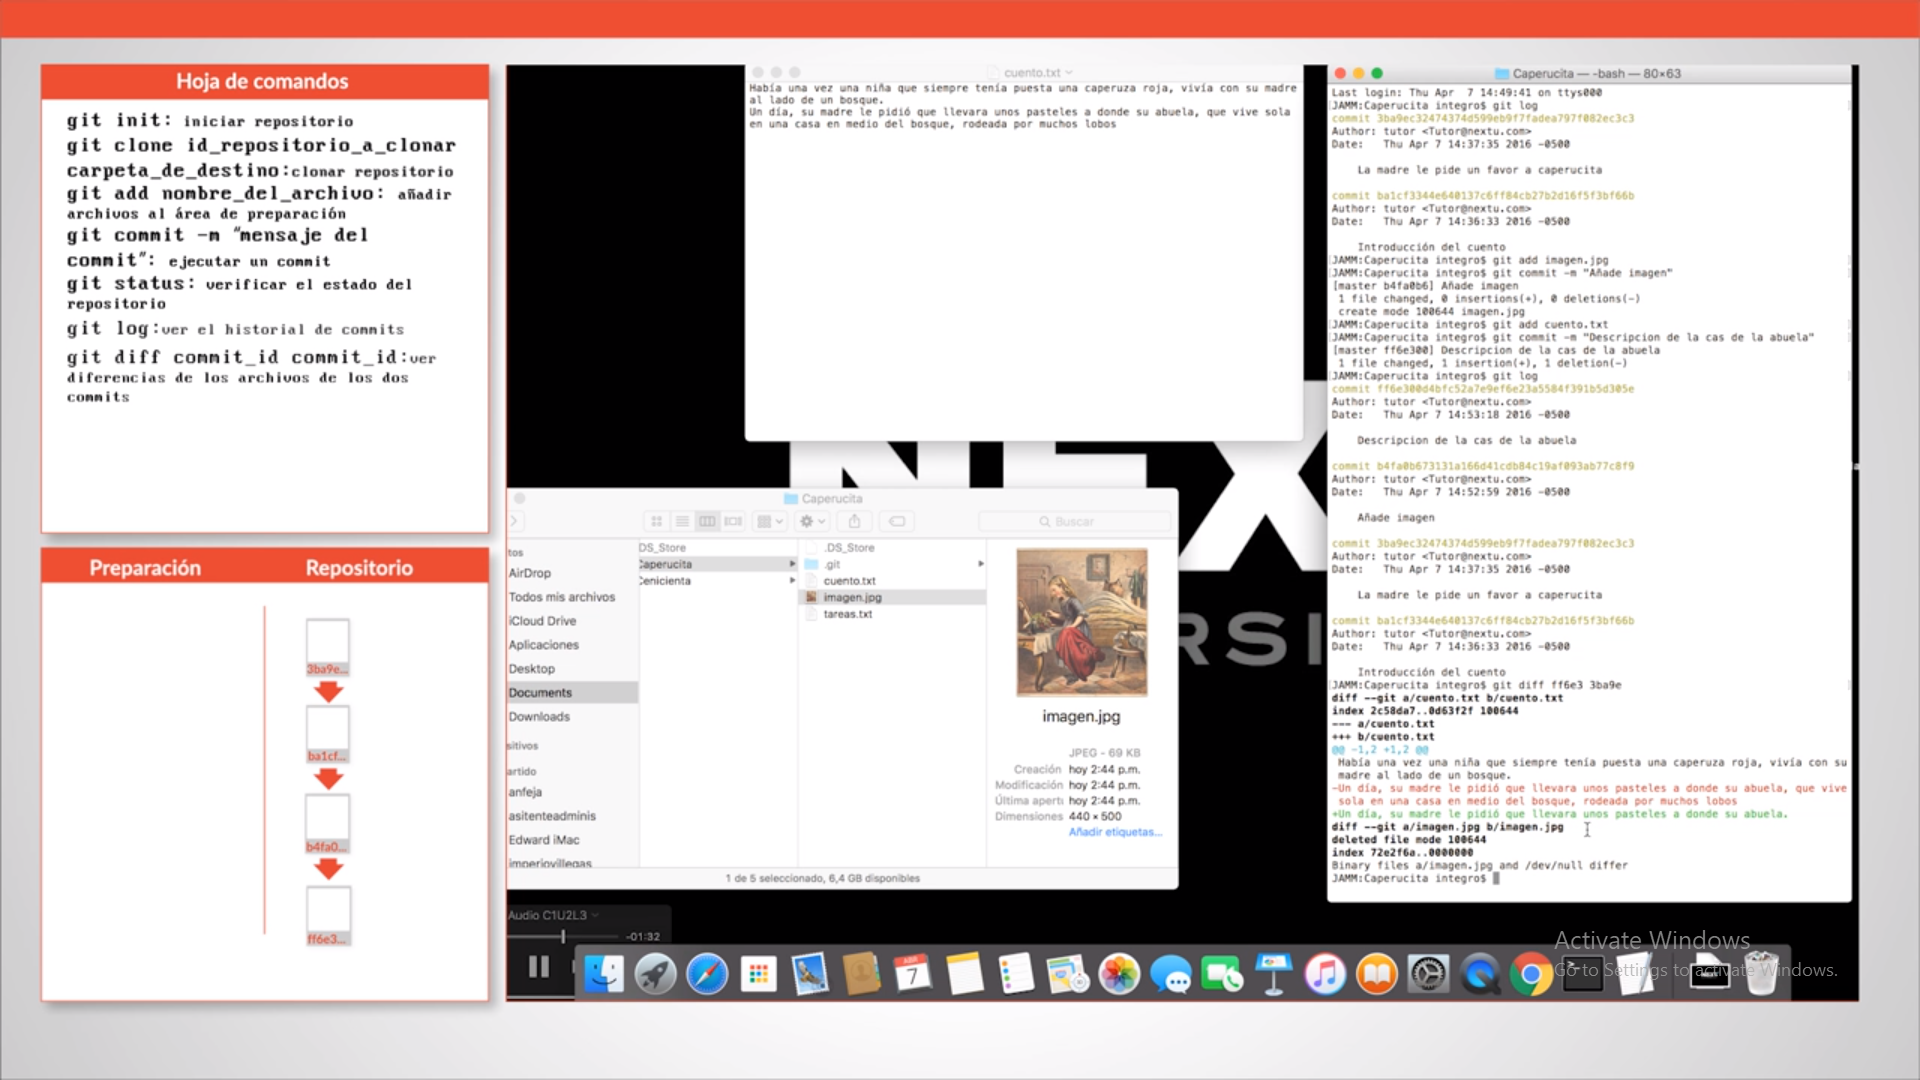 Hoja de comandos
git init: iniciar repositorio
git clone id_repositorio_a_clonar
carpeta_de_destino:clonar repositorio
git add nombre_del_archivo: añadir
archivos al área de preparación
git commit -m "mensaje del
commit": ejecutar un commit
git status: verificar el estado del
repositorio
git log:ver el historial de commits
git diff commit_id commit_id:ver
diferencias de los archivos de los dos
commits
Preparación
Repositorio
3ba9e...
ba1cf...
b4fa0...
ff6e3...
cuento.txt
Había una vez una niña que siempre tenía puesta una caperuza roja, vivía con su madre
al lado de un bosque.
Un día, su madre le pidió que llevara unos pasteles a donde su abuela, que vive sola
en una casa en medio del bosque, rodeada por muchos lobos
NEX
RSI
Caperucita
Buscar
tos
AirDrop
Todos mis archivos
iCloud Drive
Aplicaciones
Desktop
Documents
Downloads
sitivos
artido
anfeja
asitenteadminis
Edward iMac
imperiovillegas
DS_Store
Caperucita
Cenicienta
.DS_Store
.git
cuento.txt
imagen.jpg
tareas.txt
imagen.jpg
JPEG - 69 KB
Creación hoy 2:44 p.m.
Modificación hoy 2:44 p.m.
Última apert hoy 2:44 p.m.
Dimensiones 440 × 500
Añadir etiquetas...
1 de 5 seleccionado, 6,4 GB disponibles
Audio C1U2L3
-01:32
ABR
7
Caperucita — -bash — 80×63
Last login: Thu Apr 7 14:49:41 on ttys000
JAMM:Caperucita integro$ git log
commit 3ba9ec32474374d599eb9f7fadea797f082ec3c3
Author: tutor <Tutor@nextu.com>
Date: Thu Apr 7 14:37:35 2016 -0500
La madre le pide un favor a caperucita
commit ba1cf3344e640137c6ff84cb27b2d16f5f3bf66b
Author: tutor <Tutor@nextu.com>
Date: Thu Apr 7 14:36:33 2016 -0500
Introducción del cuento
JAMM:Caperucita integro$ git add imagen.jpg
JAMM:Caperucita integro$ git commit -m "Añade imagen"
[master b4fa0b6] Añade imagen
1 file changed, 0 insertions(+), 0 deletions(-)
create mode 100644 imagen.jpg
JAMM:Caperucita integro$ git add cuento.txt
JAMM:Caperucita integro$ git commit -m "Descripcion de la cas de la abuela"
[master ff6e300] Descripcion de la cas de la abuela
1 file changed, 1 insertion(+), 1 deletion(-)
JAMM:Caperucita integro$ git log
commit ff6e300d4bfc52a7e9ef6e23a5584f391b5d305e
Author: tutor <Tutor@nextu.com>
Date: Thu Apr 7 14:53:18 2016 -0500
Descripcion de la cas de la abuela
commit b4fa0b673131a166d41cdb84c19af093ab77c8f9
Author: tutor <Tutor@nextu.com>
Date: Thu Apr 7 14:52:59 2016 -0500
Añade imagen
commit 3ba9ec32474374d599eb9f7fadea797f082ec3c3
Author: tutor <Tutor@nextu.com>
Date: Thu Apr 7 14:37:35 2016 -0500
La madre le pide un favor a caperucita
commit ba1cf3344e640137c6ff84cb27b2d16f5f3bf66b
Author: tutor <Tutor@nextu.com>
Date: Thu Apr 7 14:36:33 2016 -0500
Introducción del cuento
JAMM:Caperucita integro$ git diff ff6e3 3ba9e
diff --git a/cuento.txt b/cuento.txt
index 2c58da7..0d63f2f 100644
--- a/cuento.txt
+++ b/cuento.txt
@@ -1,2 +1,2 @@
Había una vez una niña que siempre tenía puesta una caperuza roja, vivía con su
madre al lado de un bosque.
-Un día, su madre le pidió que llevara unos pasteles a donde su abuela, que vive
sola en una casa en medio del bosque, rodeada por muchos lobos
+Un día, su madre le pidió que llevara unos pasteles a donde su abuela.
diff --git a/imagen.jpg b/imagen.jpg
deleted file mode 100644
index 72e2f6a..0000000
Binary files a/imagen.jpg and /dev/null differ
JAMM:Caperucita integro$
Activate Windows
Go to Settings to activate Windows.